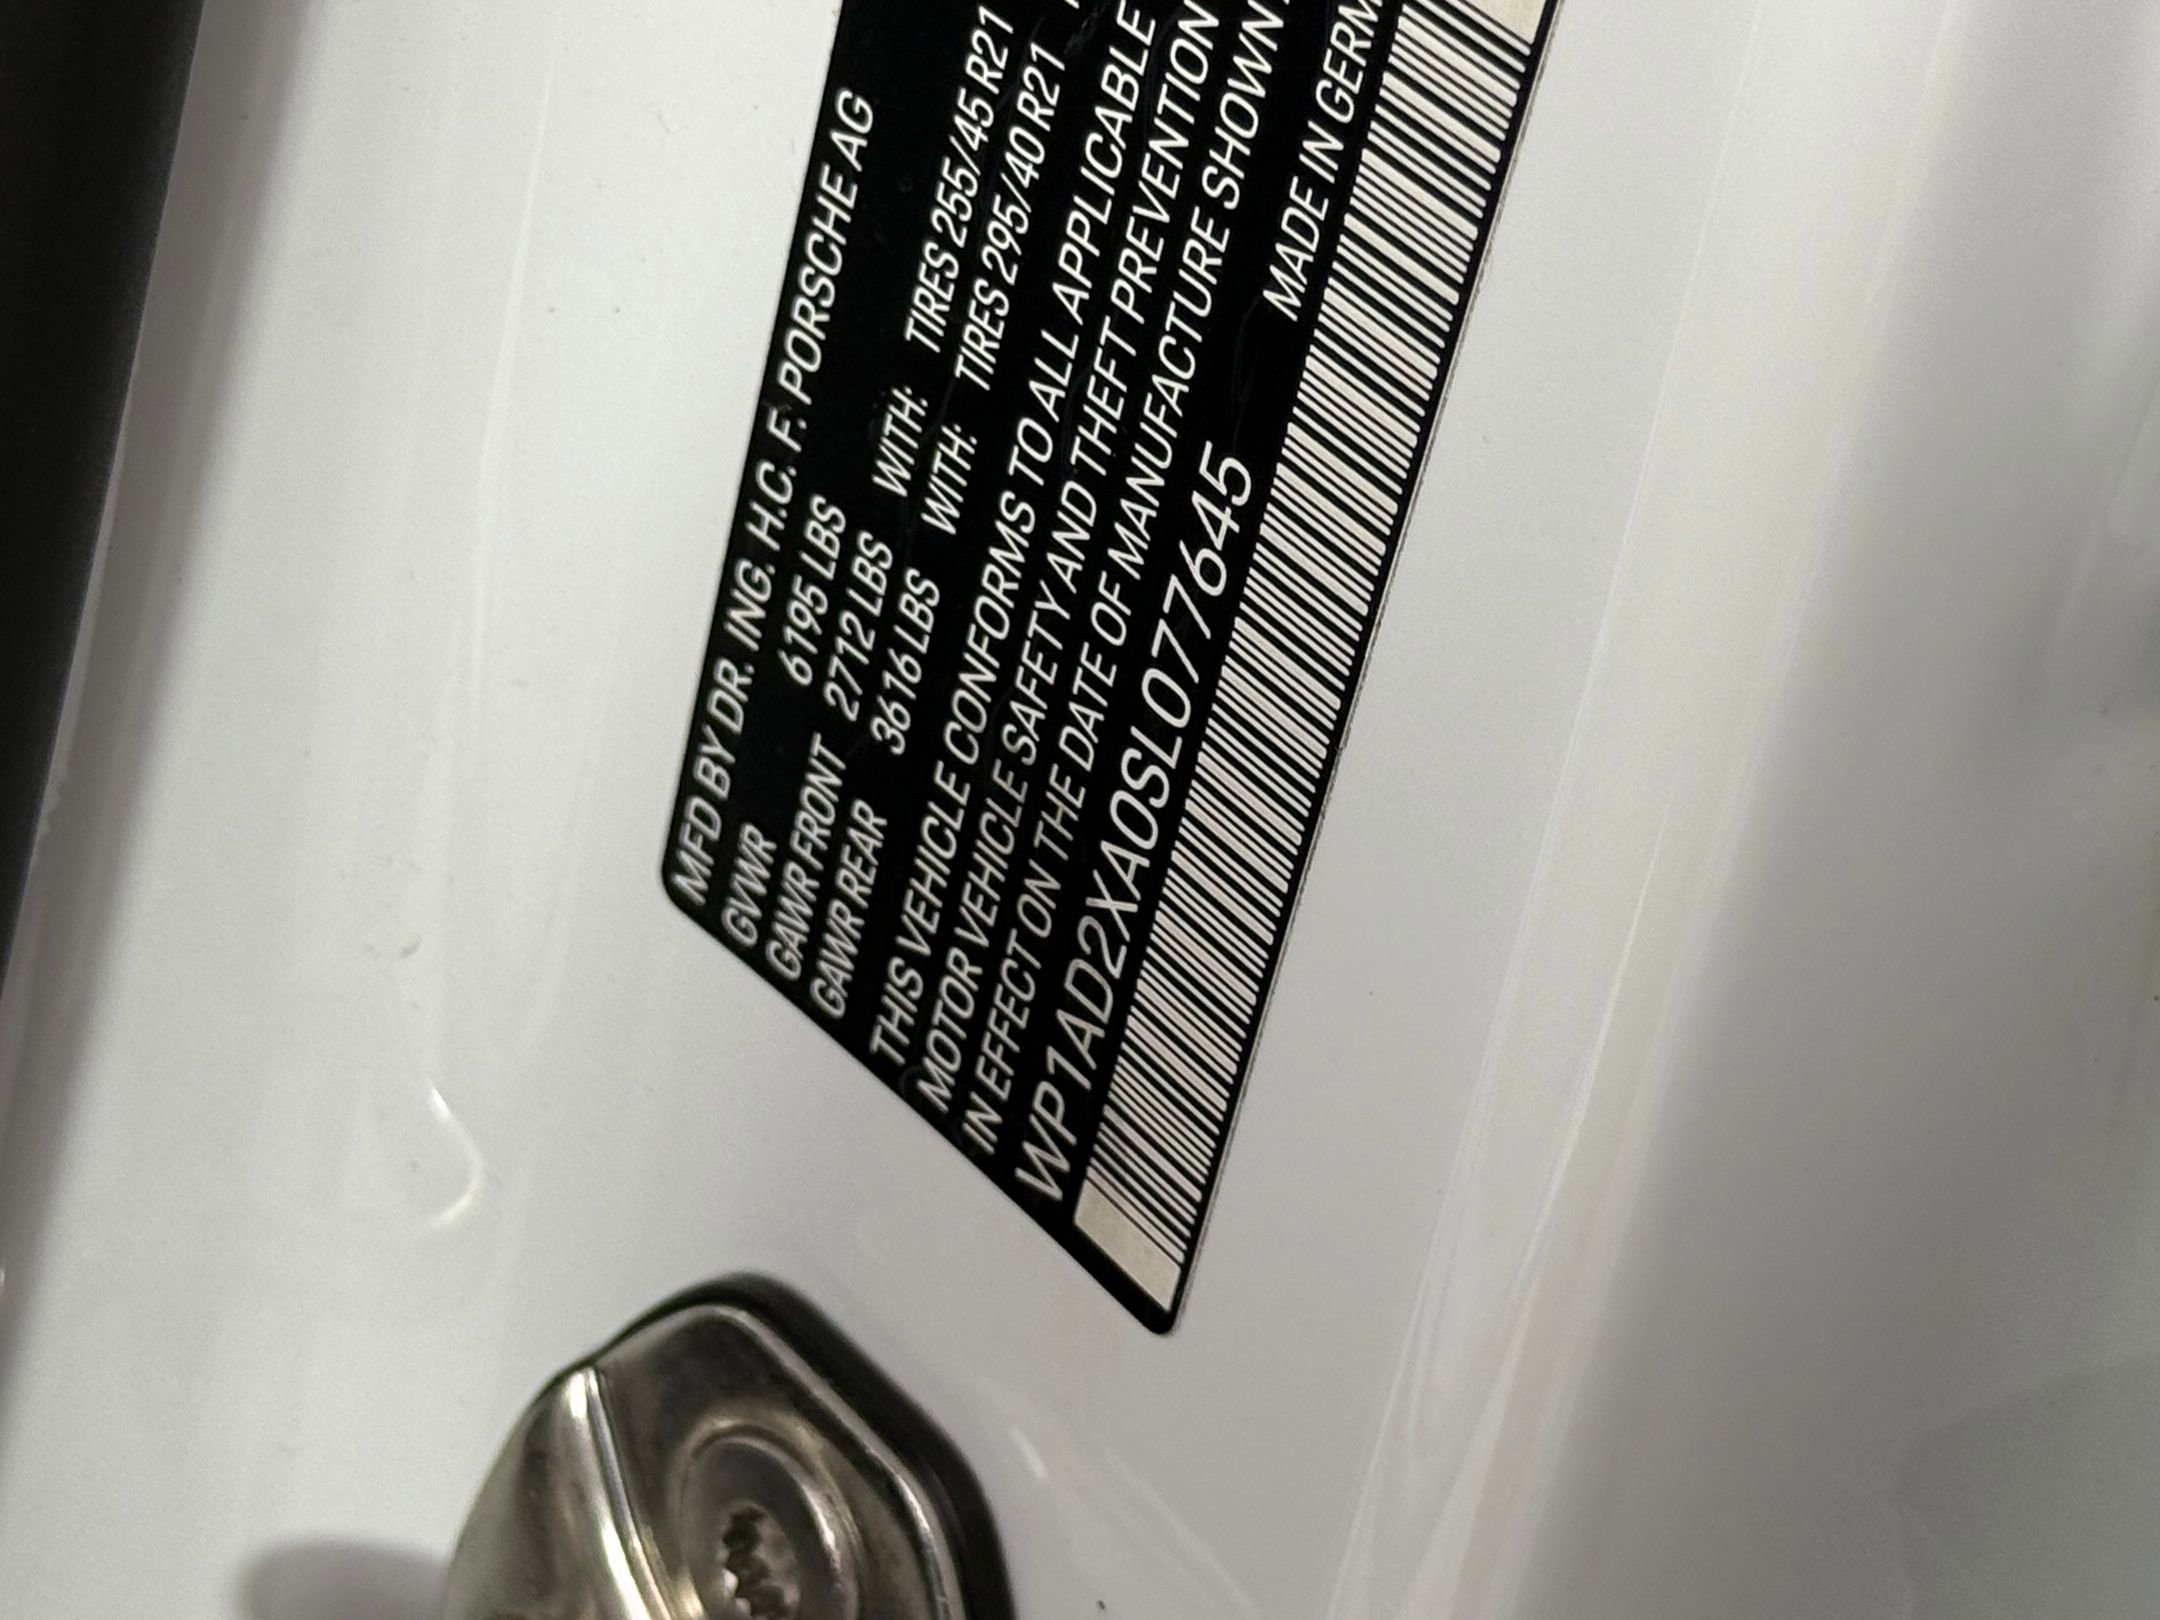 MFD BY DR. ING. H.C. F. PORSCHE AG
GVWR 6195 LBS
GAWR FRONT 2712 LBS WITH: TIRES 255/45 R21
GAWR REAR 3616 LBS WITH: TIRES 295/40 R21
THIS VEHICLE CONFORMS TO ALL APPLICABLE
MOTOR VEHICLE SAFETY AND THEFT PREVENTION
IN EFFECT ON THE DATE OF MANUFACTURE SHOWN
WP1AD2XA0SL077645 MADE IN GERM